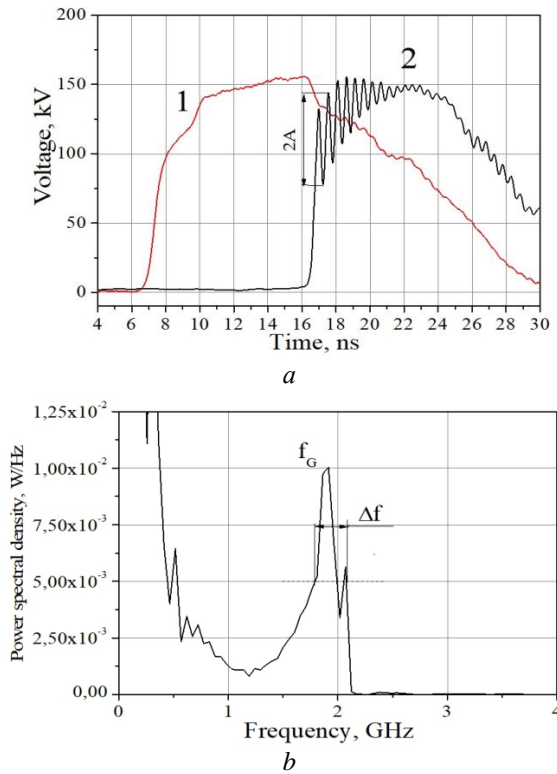 200
150
100
50
0
Voltage, kV
1
2
2A
4 6 8 10 12 14 16 18 20 22 24 26 28 30
Time, ns
a
1,25x10⁻²
1,00x10⁻²
7,50x10⁻³
5,00x10⁻³
2,50x10⁻³
0,00
Power spectral density, W/Hz
f_G
Δf
0 1 2 3 4
Frequency, GHz
b